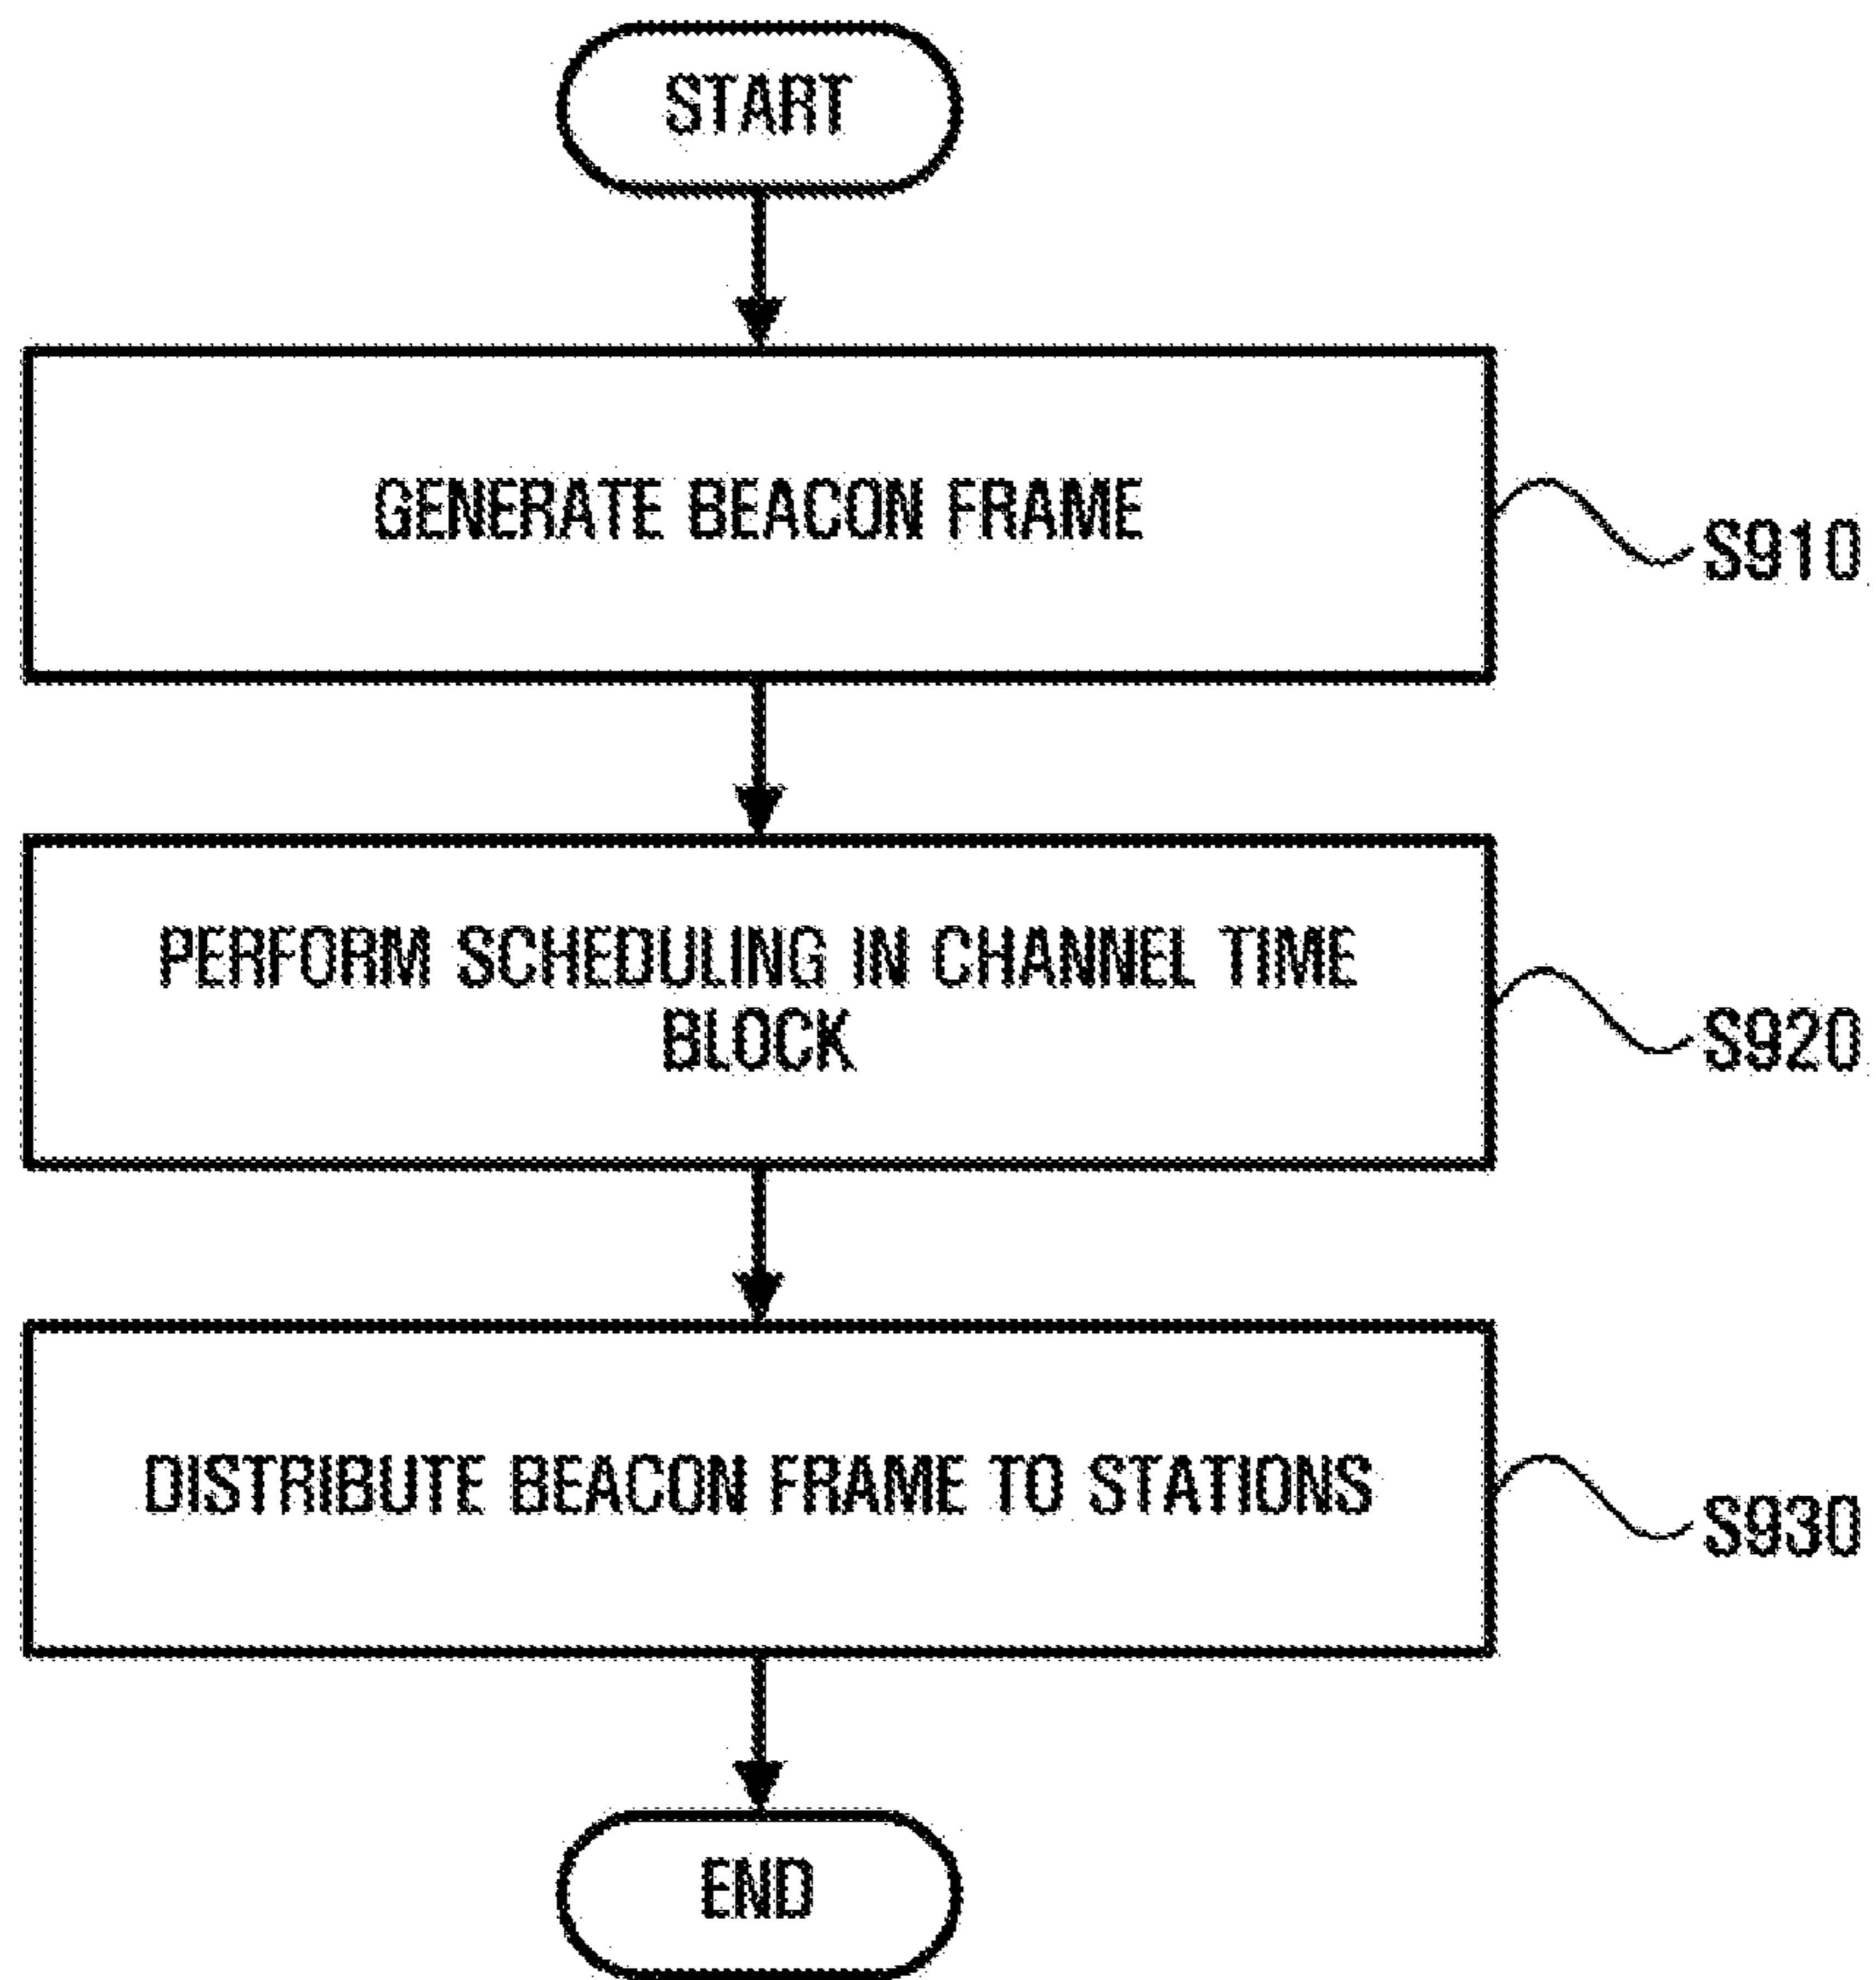 START
GENERATE BEACON FRAME
S910
PERFORM SCHEDULING IN CHANNEL TIME
BLOCK
S920
DISTRIBUTE BEACON FRAME TO STATIONS
S930
END